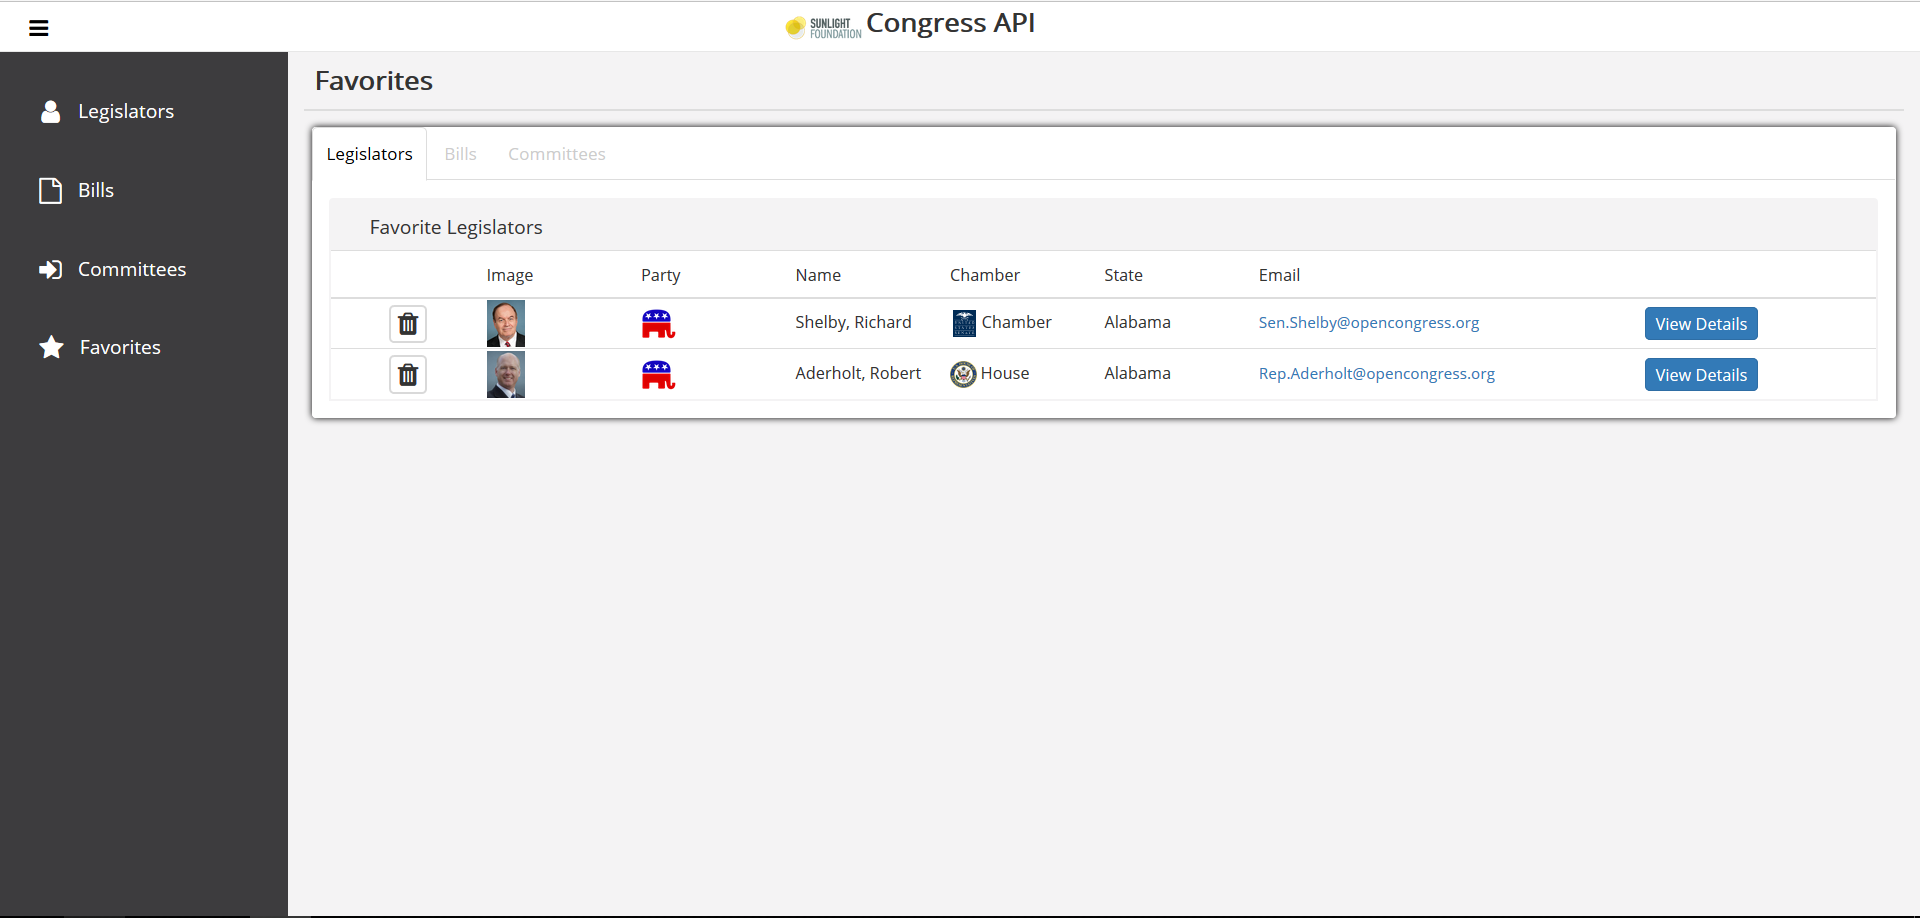 SUNLIGHT
FOUNDATION
Congress API
Legislators
Bills
Committees
Favorites
Favorites
Legislators Bills Committees
Favorite Legislators
Image Party Name Chamber State Email
Shelby, Richard Chamber Alabama Sen.Shelby@opencongress.org View Details
Aderholt, Robert House Alabama Rep.Aderholt@opencongress.org View Details